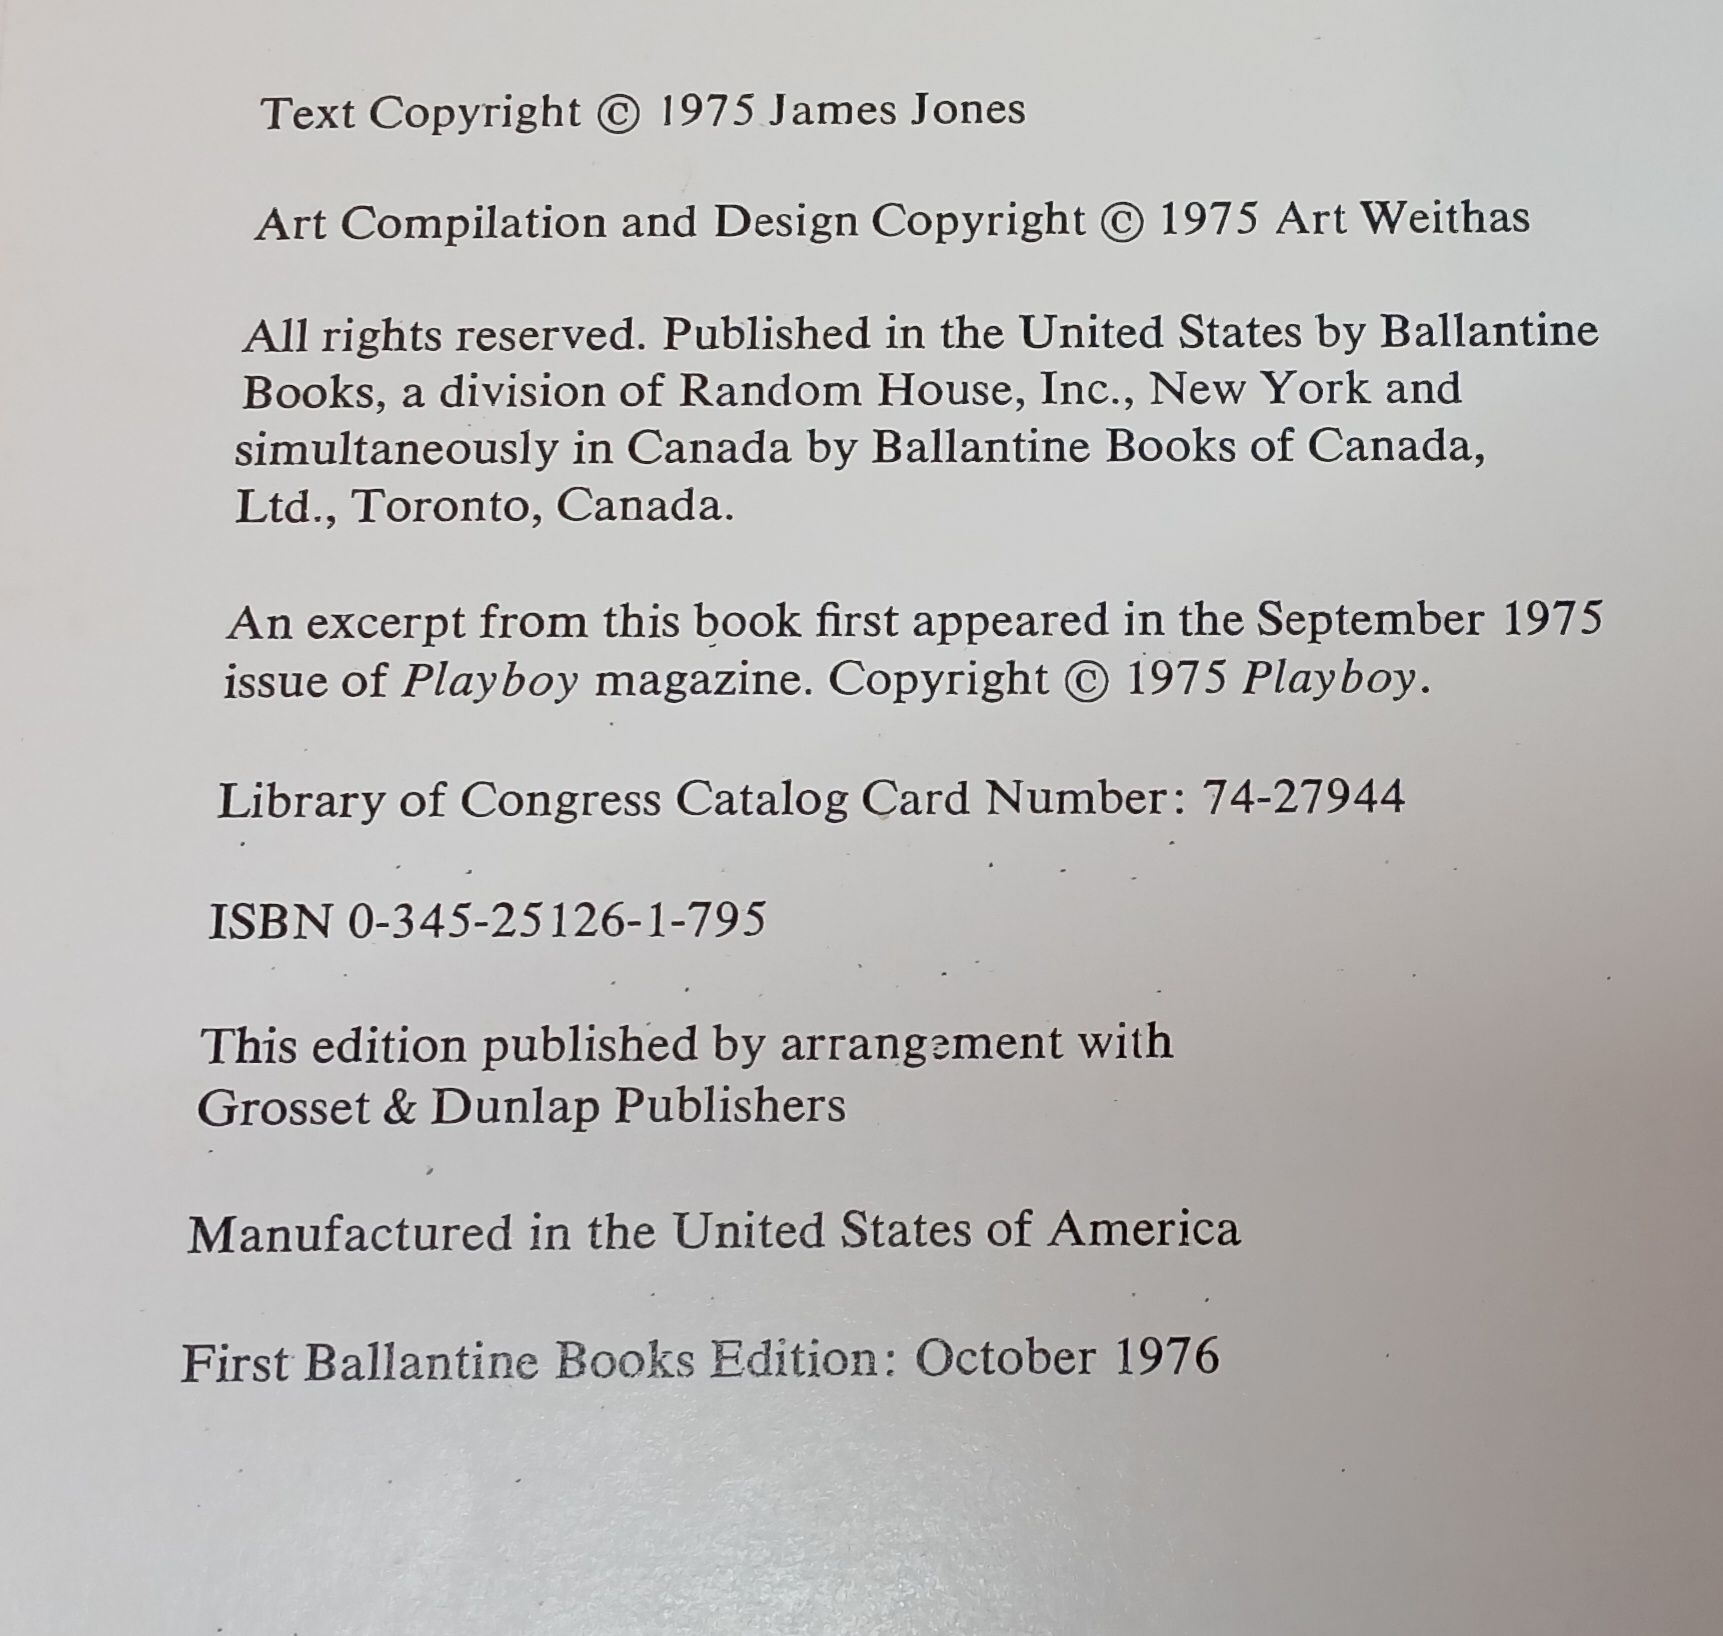 Text Copyright © 1975 James Jones
Art Compilation and Design Copyright © 1975 Art Weithas
All rights reserved. Published in the United States by Ballantine
Books, a division of Random House, Inc., New York and
simultaneously in Canada by Ballantine Books of Canada,
Ltd., Toronto, Canada.
An excerpt from this book first appeared in the September 1975
issue of Playboy magazine. Copyright © 1975 Playboy.
Library of Congress Catalog Card Number: 74-27944
ISBN 0-345-25126-1-795
This edition published by arrangement with
Grosset & Dunlap Publishers
Manufactured in the United States of America
First Ballantine Books Edition: October 1976